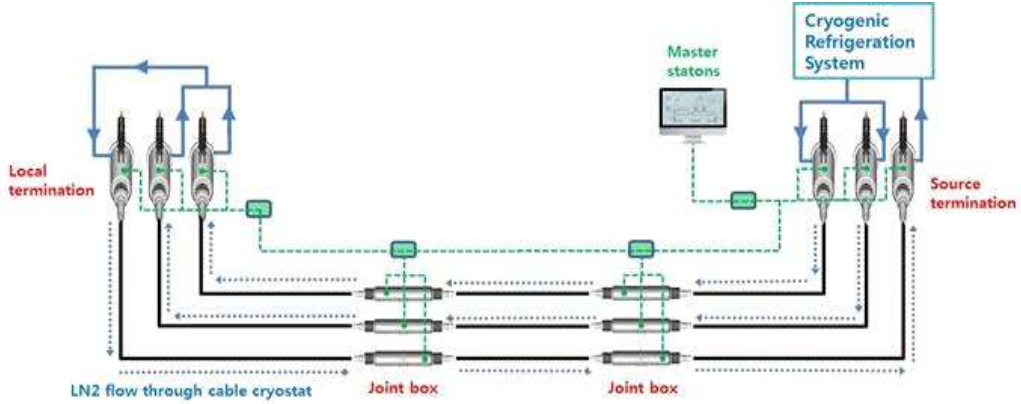 Cryogenic
Refrigeration
System
Master
statons
Local
termination
Source
termination
LN2 flow through cable cryostat
Joint box
Joint box